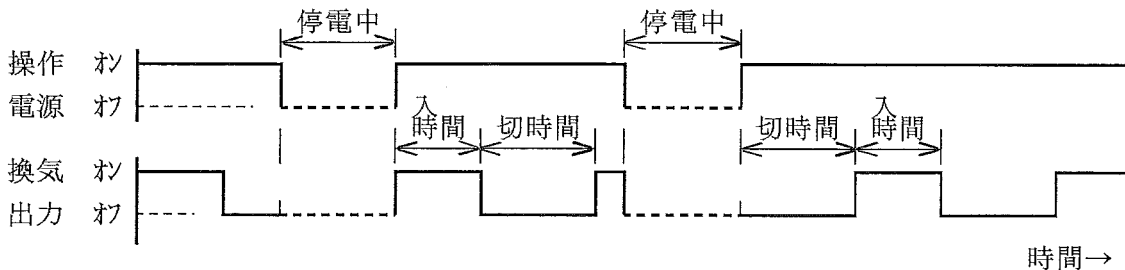 停電中 停電中
操作 オン
電源 オフ
入 入
時間 切時間 切時間 時間
換気 オン
出力 オフ
時間→